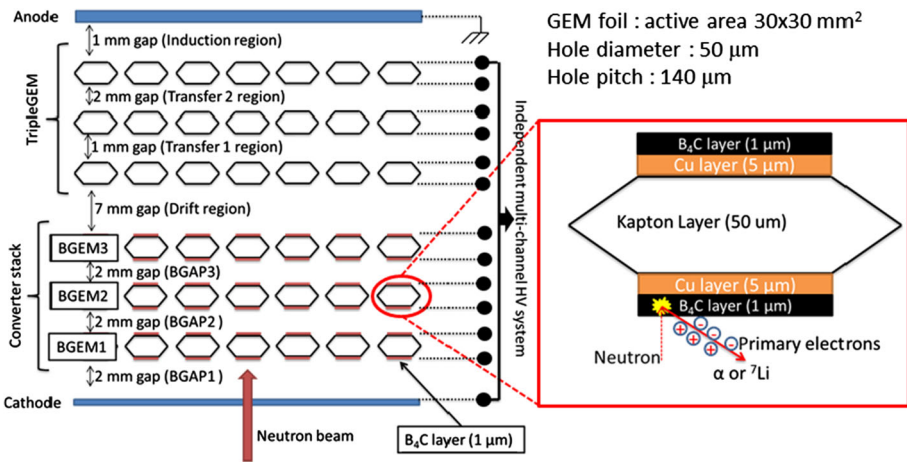 Anode
1 mm gap (Induction region)
2 mm gap (Transfer 2 region)
1 mm gap (Transfer 1 region)
TripleGEM
7 mm gap (Drift region)
BGEM3
2 mm gap (BGAP3)
BGEM2
2 mm gap (BGAP2)
BGEM1
2 mm gap (BGAP1)
Converter stack
Cathode
Neutron beam
B₄C layer (1 μm)
Independent multi-channel HV system
GEM foil : active area 30x30 mm²
Hole diameter : 50 μm
Hole pitch : 140 μm
B₄C layer (1 μm)
Cu layer (5 μm)
Kapton Layer (50 um)
Cu layer (5 μm)
B₄C layer (1 μm)
Primary electrons
Neutron
α or ⁷Li